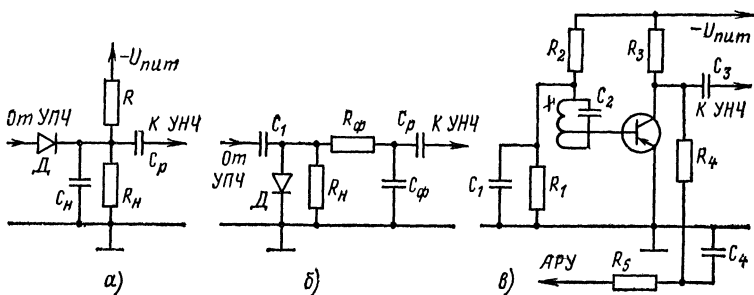 -Uпит
R
От УПЧ
К УНЧ
Д
Cр
Cн
Rн
а)
C1
Rф
Cр
К УНЧ
От
УПЧ
Д
Rн
Cф
б)
-Uпит
R2
R3
C3
К УНЧ
C2
C1
R1
R4
АРУ
R5
C4
в)